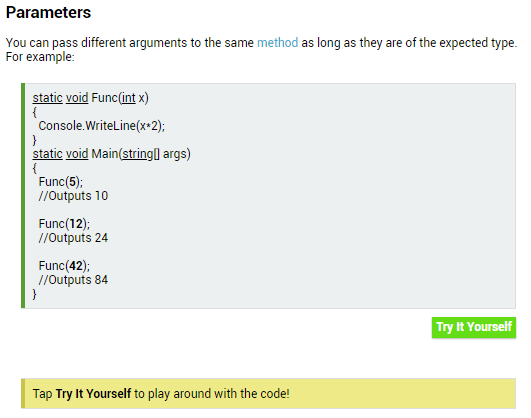 Parameters
You can pass different arguments to the same method as long as they are of the expected type.
For example:
static void Func(int x)
{
Console.WriteLine(x*2);
}
static void Main(string[] args)
{
Func(5);
//Outputs 10
Func(12);
//Outputs 24
Func(42);
//Outputs 84
}
Try It Yourself
Tap Try It Yourself to play around with the code!